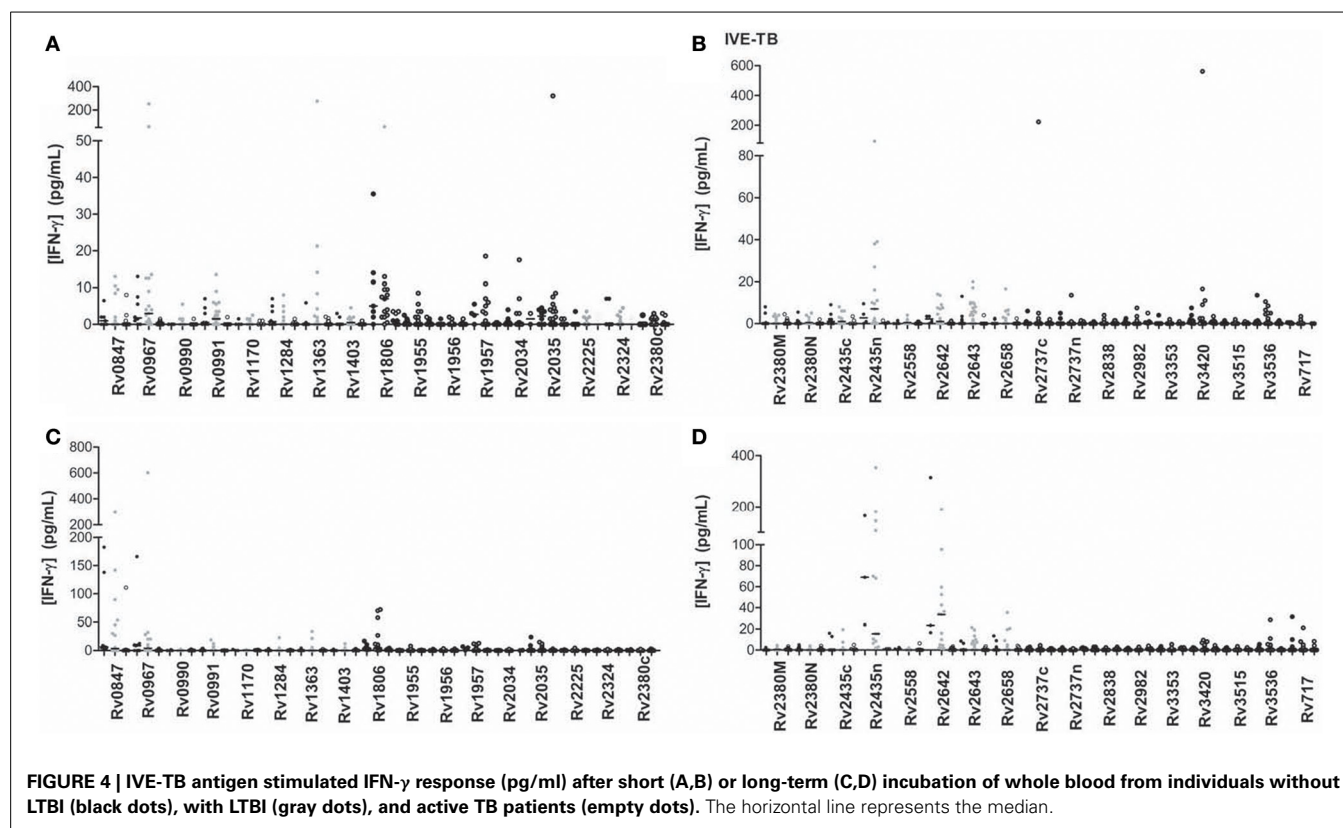 A
[IFN-γ] (pg/mL)
400
200
50
40
30
20
10
0
Rv0847
Rv0967
Rv0990
Rv0991
Rv1170
Rv1284
Rv1363
Rv1403
Rv1806
Rv1955
Rv1956
Rv1957
Rv2034
Rv2035
Rv2225
Rv2324
Rv2380C
B
IVE-TB
[IFN-γ] (pg/mL)
600
400
200
80
60
40
20
0
Rv2380M
Rv2380N
Rv2435c
Rv2435n
Rv2558
Rv2642
Rv2643
Rv2658
Rv2737c
Rv2737n
Rv2838
Rv2982
Rv3353
Rv3420
Rv3515
Rv3536
Rv717
C
[IFN-γ] (pg/mL)
800
600
400
200
200
150
100
50
0
Rv0847
Rv0967
Rv0990
Rv0991
Rv1170
Rv1284
Rv1363
Rv1403
Rv1806
Rv1955
Rv1956
Rv1957
Rv2034
Rv2035
Rv2225
Rv2324
Rv2380c
D
[IFN-γ] (pg/mL)
400
200
100
80
60
40
20
0
Rv2380M
Rv2380N
Rv2435c
Rv2435n
Rv2558
Rv2642
Rv2643
Rv2658
Rv2737c
Rv2737n
Rv2838
Rv2982
Rv3353
Rv3420
Rv3515
Rv3536
Rv717
FIGURE 4 | IVE-TB antigen stimulated IFN-γ response (pg/ml) after short (A,B) or long-term (C,D) incubation of whole blood from individuals without
LTBI (black dots), with LTBI (gray dots), and active TB patients (empty dots). The horizontal line represents the median.